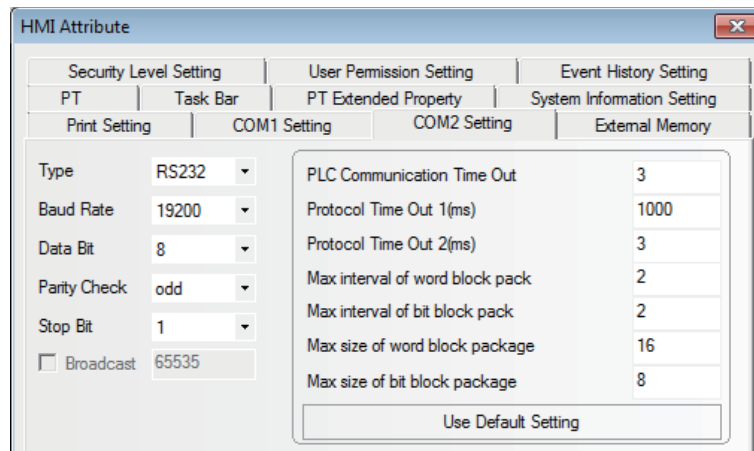 HMI Attribute
Security Level Setting User Permission Setting Event History Setting
PT Task Bar PT Extended Property System Information Setting
Print Setting COM1 Setting COM2 Setting External Memory
Type RS232
Baud Rate 19200
Data Bit 8
Parity Check odd
Stop Bit 1
Broadcast 65535
PLC Communication Time Out 3
Protocol Time Out 1(ms) 1000
Protocol Time Out 2(ms) 3
Max interval of word block pack 2
Max interval of bit block pack 2
Max size of word block package 16
Max size of bit block package 8
Use Default Setting